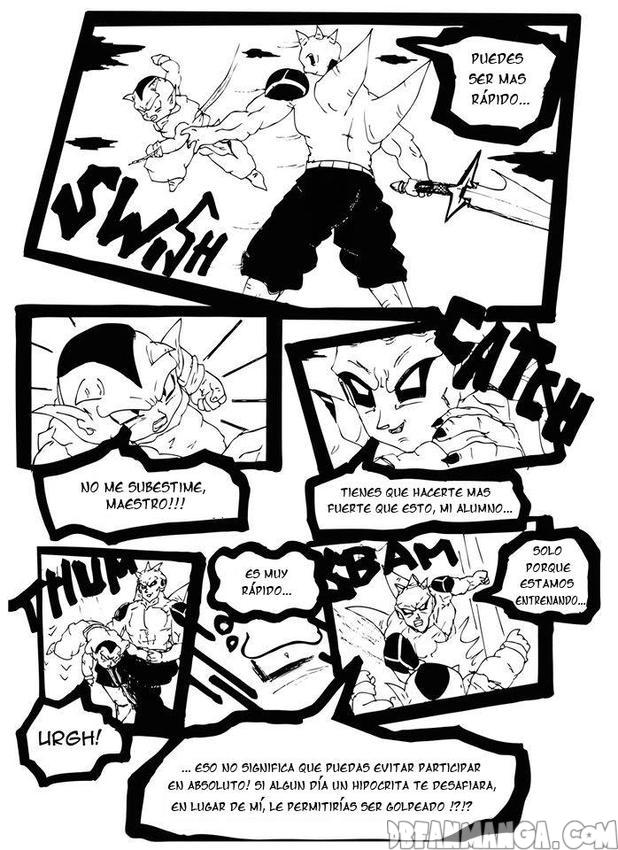 PUEDES
SER MAS
RÁPIDO...
SWISH
CATCH
NO ME SUBESTIME,
MAESTRO!!!
TIENES QUE HACERTE MAS
FUERTE QUE ESTO, MI ALUMNO...
THUM
ES MUY
RÁPIDO...
BAM
SOLO
PORQUE
ESTAMOS
ENTRENANDO...
URGH!
... ESO NO SIGNIFICA QUE PUEDAS EVITAR PARTICIPAR
EN ABSOLUTO! SI ALGUN DÍA UN HIDOCRITA TE DESAFIARA,
EN LUGAR DE MÍ, LE PERMITIRÍAS SER GOLPEADO !?!?
DBFANMANGA.COM